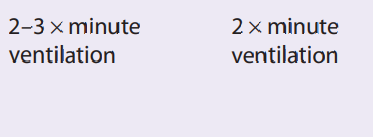 2–3 × minute
ventilation
2 × minute
ventilation